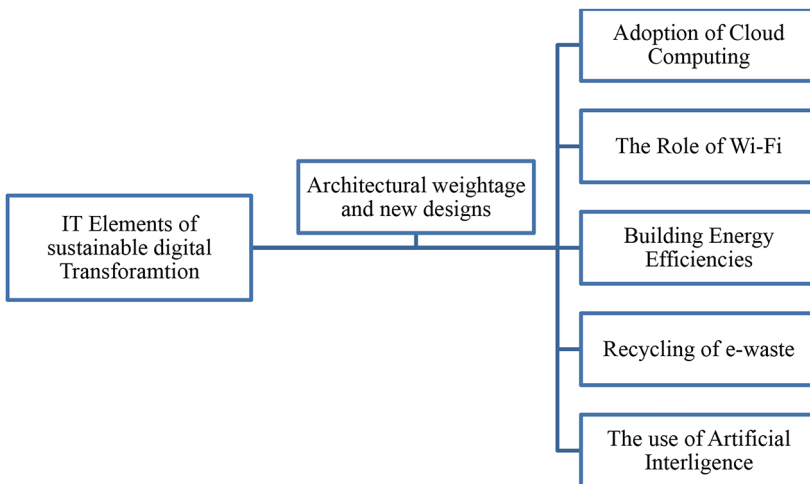 IT Elements of
sustainable digital
Transforamtion
Architectural weightage
and new designs
Adoption of Cloud
Computing
The Role of Wi-Fi
Building Energy
Efficiencies
Recycling of e-waste
The use of Artificial
Interligence